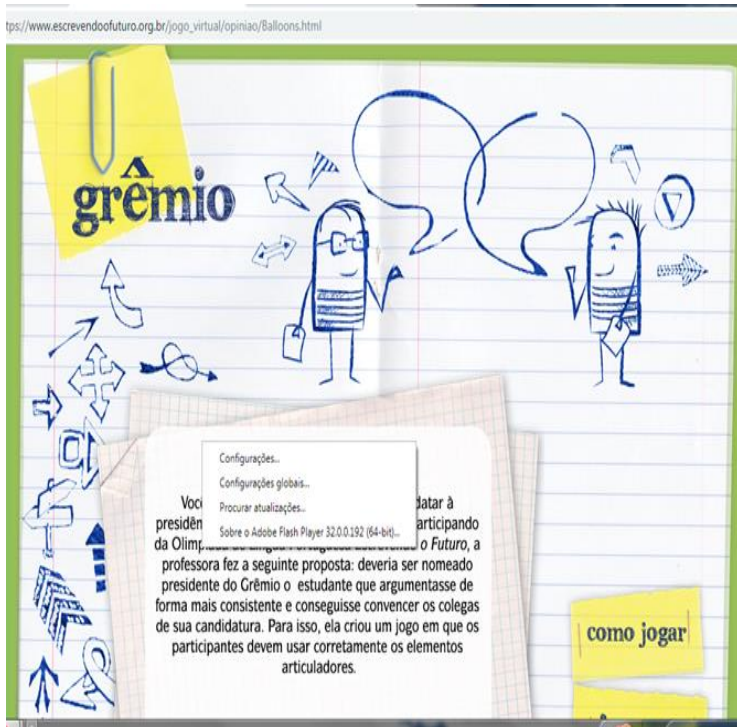 tps://www.escrevendoofuturo.org.br/jogo_virtual/opiniao/Balloons.html
grêmio
Configurações...
Configurações globais...
Procurar atualizações...
Sobre o Adobe Flash Player 32.0.0.192 (64-bit)...
datar à
articipando
o Futuro, a
professora fez a seguinte proposta: deveria ser nomeado
presidente do Grêmio o estudante que argumentasse de
forma mais consistente e conseguisse convencer os colegas
de sua candidatura. Para isso, ela criou um jogo em que os
participantes devem usar corretamente os elementos
articuladores.
como jogar